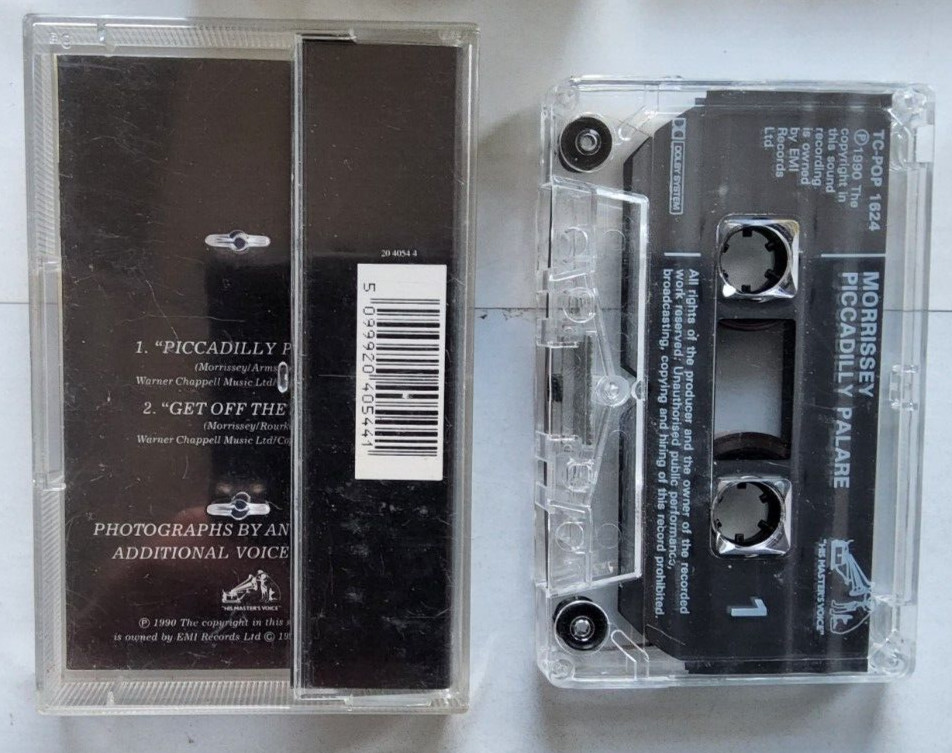 1. "PICCADILLY P
(Morrissey/Arms
Warner Chappell Music Ltd/
2. "GET OFF THE
(Morrissey/Rourk
Warner Chappell Music Ltd/Co
PHOTOGRAPHS BY AN
ADDITIONAL VOICE
"HIS MASTER'S VOICE"
℗ 1990 The copyright in this s
is owned by EMI Records Ltd © 19
20 4054 4
5 099920 405441
TC-POP 1624
℗1990 The
copyright in
this sound
recording
is owned
by EMI
Records
Ltd
DOLBY SYSTEM
MORRISSEY
PICCADILLY PALARE
All rights of the producer and the owner of the recorded
work reserved. Unauthorised public performance,
broadcasting, copying and hiring of this record prohibited.
"HIS MASTER'S VOICE"
1